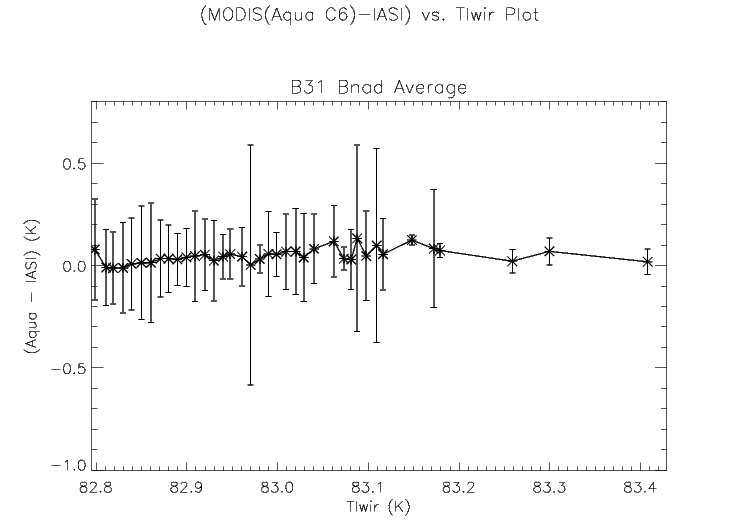 (MODIS(Aqua C6)-IASI) vs. Tlwir Plot
B31 Bnad Average
(Aqua - IASI) (K)
0.5
0.0
-0.5
-1.0
82.8 82.9 83.0 83.1 83.2 83.3 83.4
Tlwir (K)